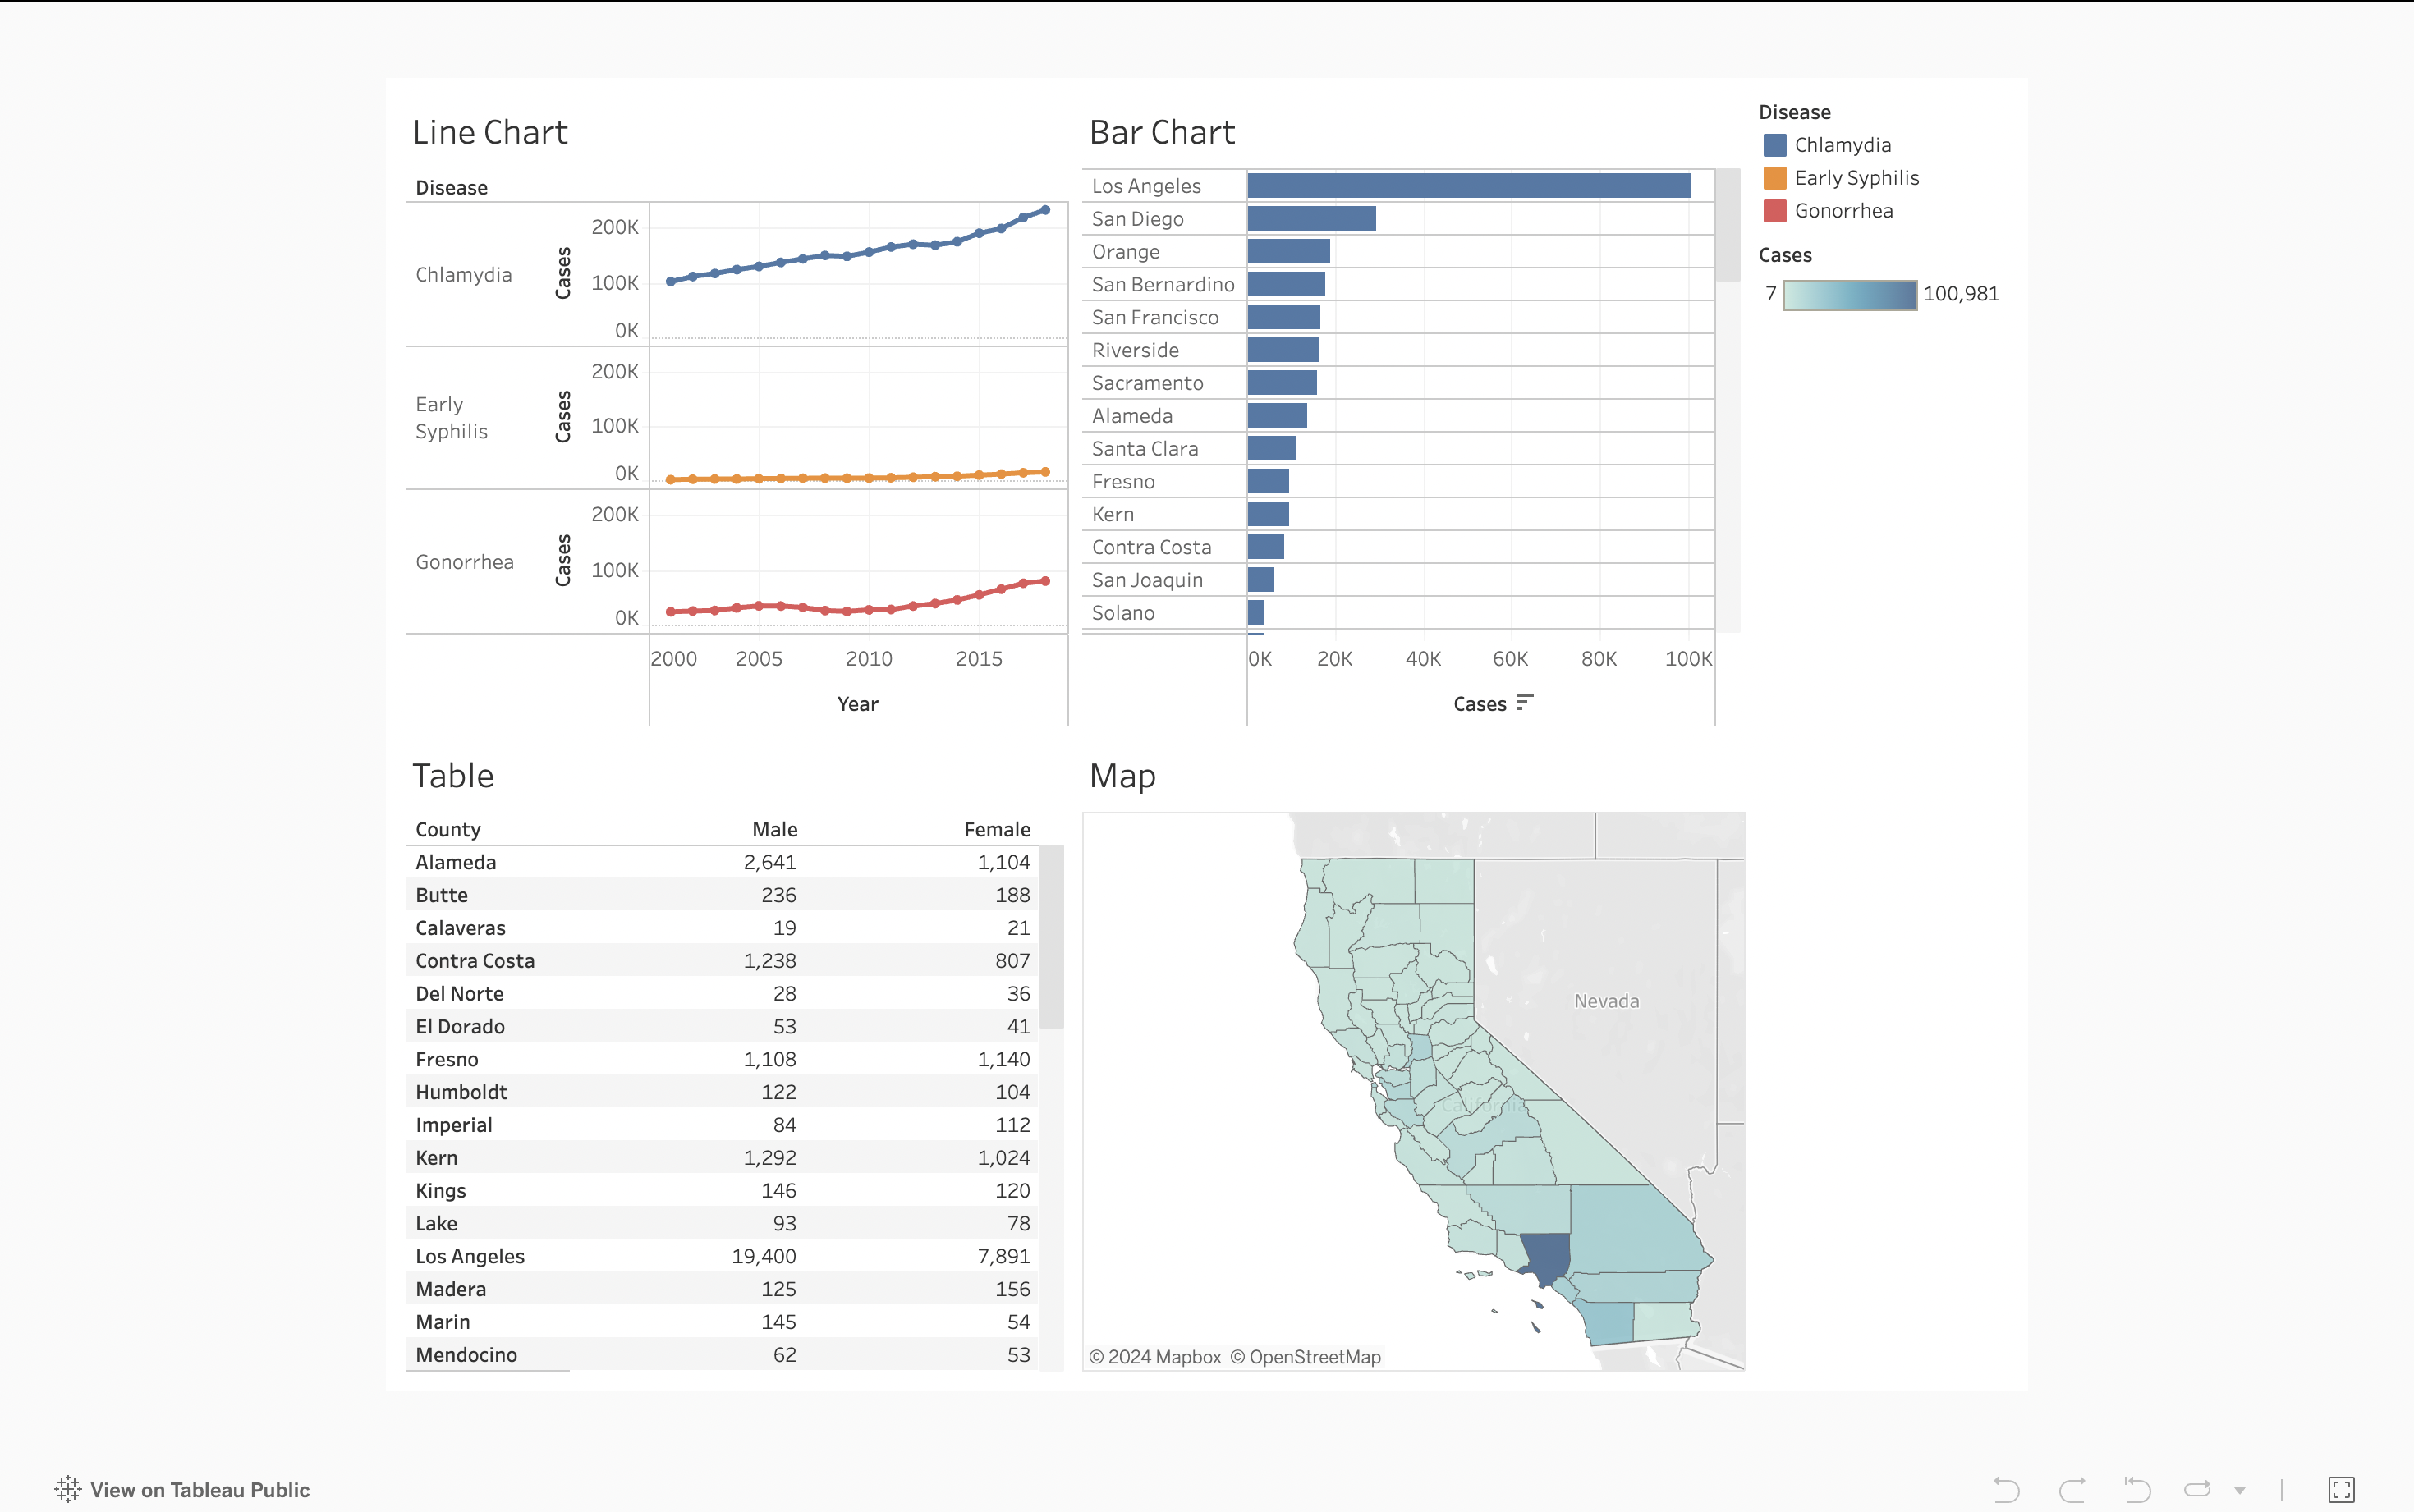 Line Chart
Disease
Chlamydia
Cases
200K
100K
0K
Early
Syphilis
Cases
200K
100K
0K
Gonorrhea
Cases
200K
100K
0K
2000 2005 2010 2015
Year
Bar Chart
Los Angeles
San Diego
Orange
San Bernardino
San Francisco
Riverside
Sacramento
Alameda
Santa Clara
Fresno
Kern
Contra Costa
San Joaquin
Solano
0K 20K 40K 60K 80K 100K
Cases
Disease
Chlamydia
Early Syphilis
Gonorrhea
Cases
7 100,981
Table
County Male Female
Alameda 2,641 1,104
Butte 236 188
Calaveras 19 21
Contra Costa 1,238 807
Del Norte 28 36
El Dorado 53 41
Fresno 1,108 1,140
Humboldt 122 104
Imperial 84 112
Kern 1,292 1,024
Kings 146 120
Lake 93 78
Los Angeles 19,400 7,891
Madera 125 156
Marin 145 54
Mendocino 62 53
Map
Nevada
California
© 2024 Mapbox © OpenStreetMap
View on Tableau Public